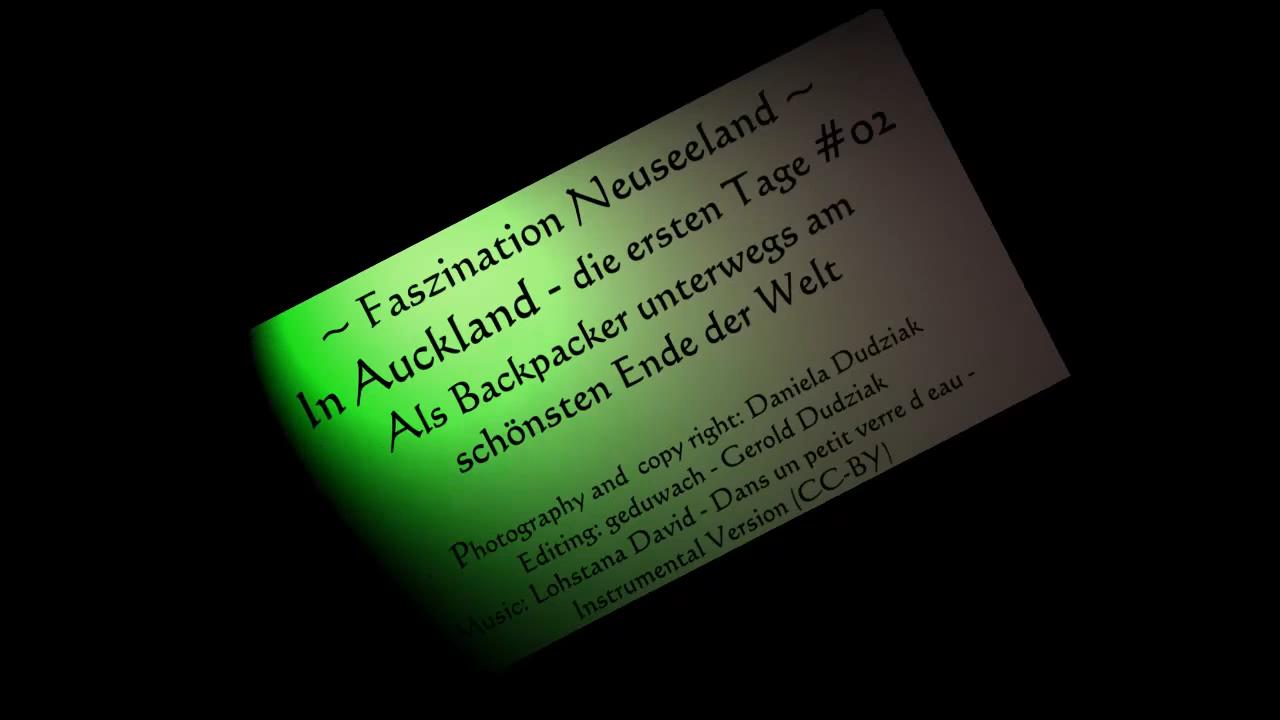 ~ Faszination Neuseeland ~
In Auckland - die ersten Tage #02
Als Backpacker unterwegs am
schönsten Ende der Welt
Photography and copy right: Daniela Dudziak
Editing: geduwach - Gerold Dudziak
Music: Lohstana David - Dans un petit verre d eau -
Instrumental Version (CC-BY)